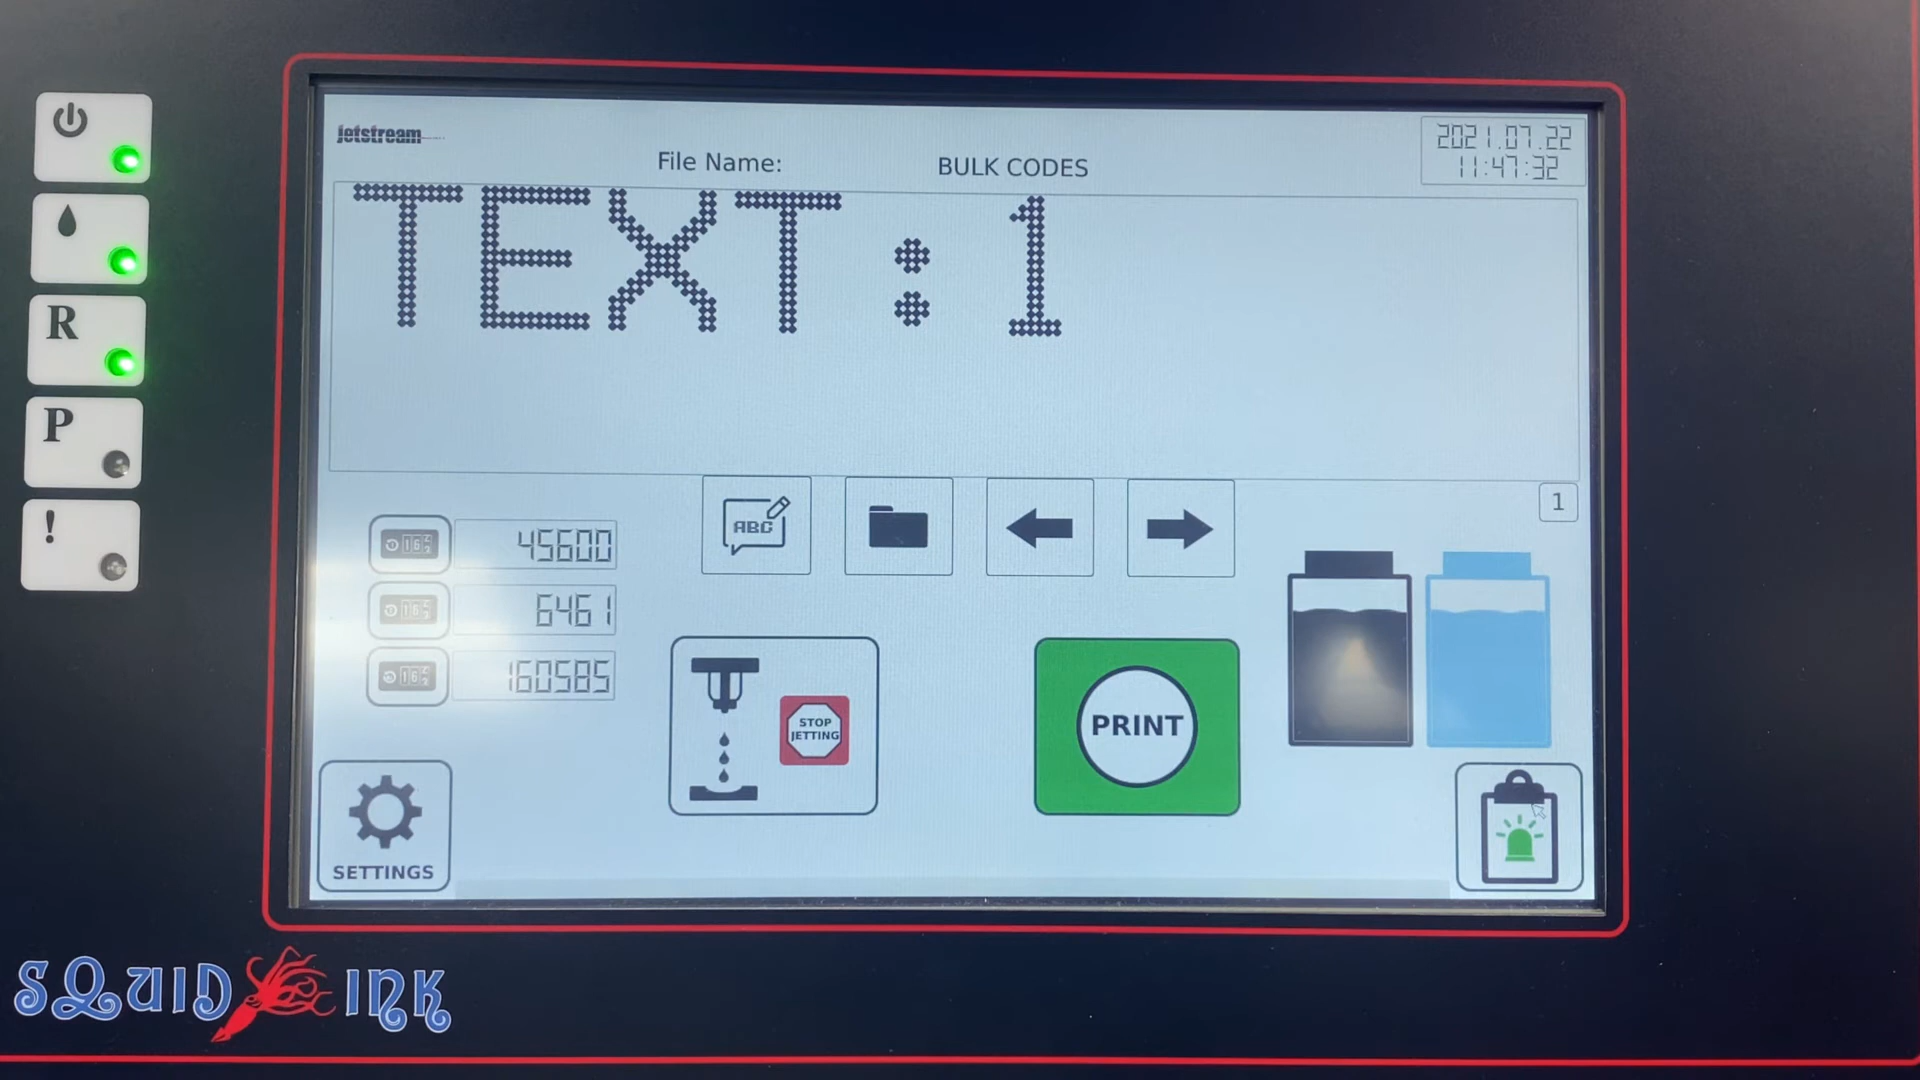 jetstream
File Name: BULK CODES
2021.07.22
11:47:32
TEXT:1
R
P
!
ABC
1
45600
6461
160585
STOP
JETTING
PRINT
SETTINGS
SQUID INK